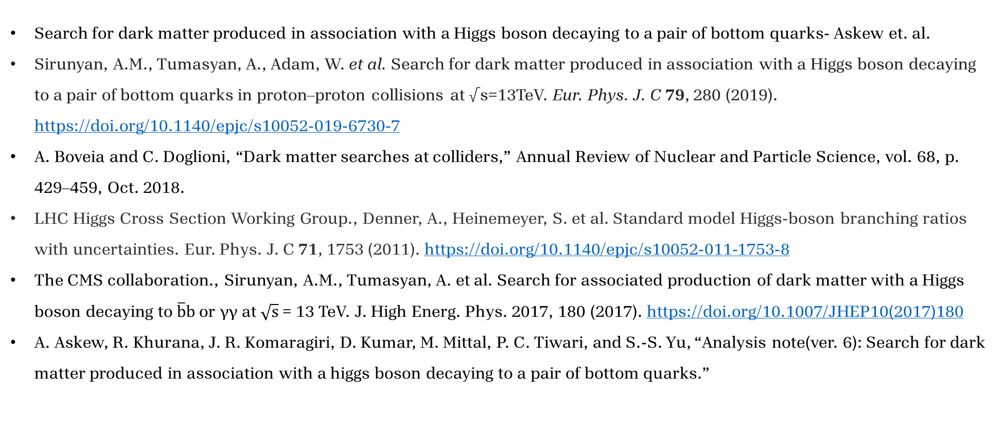 • Search for dark matter produced in association with a Higgs boson decaying to a pair of bottom quarks- Askew et. al.
• Sirunyan, A.M., Tumasyan, A., Adam, W. et al. Search for dark matter produced in association with a Higgs boson decaying
to a pair of bottom quarks in proton–proton collisions at √s=13TeV. Eur. Phys. J. C 79, 280 (2019).
https://doi.org/10.1140/epjc/s10052-019-6730-7
• A. Boveia and C. Doglioni, “Dark matter searches at colliders,” Annual Review of Nuclear and Particle Science, vol. 68, p.
429–459, Oct. 2018.
• LHC Higgs Cross Section Working Group., Denner, A., Heinemeyer, S. et al. Standard model Higgs-boson branching ratios
with uncertainties. Eur. Phys. J. C 71, 1753 (2011). https://doi.org/10.1140/epjc/s10052-011-1753-8
• The CMS collaboration., Sirunyan, A.M., Tumasyan, A. et al. Search for associated production of dark matter with a Higgs
boson decaying to b̅b or γγ at √s̅ = 13 TeV. J. High Energ. Phys. 2017, 180 (2017). https://doi.org/10.1007/JHEP10(2017)180
• A. Askew, R. Khurana, J. R. Komaragiri, D. Kumar, M. Mittal, P. C. Tiwari, and S.-S. Yu, “Analysis note(ver. 6): Search for dark
matter produced in association with a higgs boson decaying to a pair of bottom quarks.”